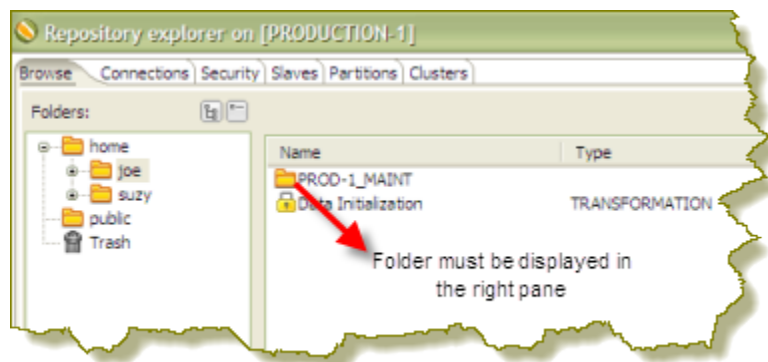 Repository explorer on [PRODUCTION-1]
Browse Connections Security Slaves Partitions Clusters
Folders:
home
joe
suzy
public
Trash
Name Type
PROD-1_MAINT
Data Initialization TRANSFORMATION
Folder must be displayed in
the right pane